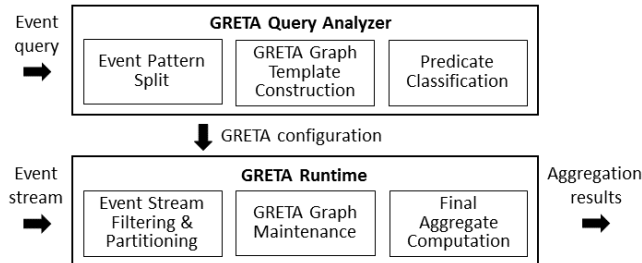 Event
query
GRETA Query Analyzer
Event Pattern
Split
GRETA Graph
Template
Construction
Predicate
Classification
GRETA configuration
Event
stream
GRETA Runtime
Event Stream
Filtering &
Partitioning
GRETA Graph
Maintenance
Final
Aggregate
Computation
Aggregation
results